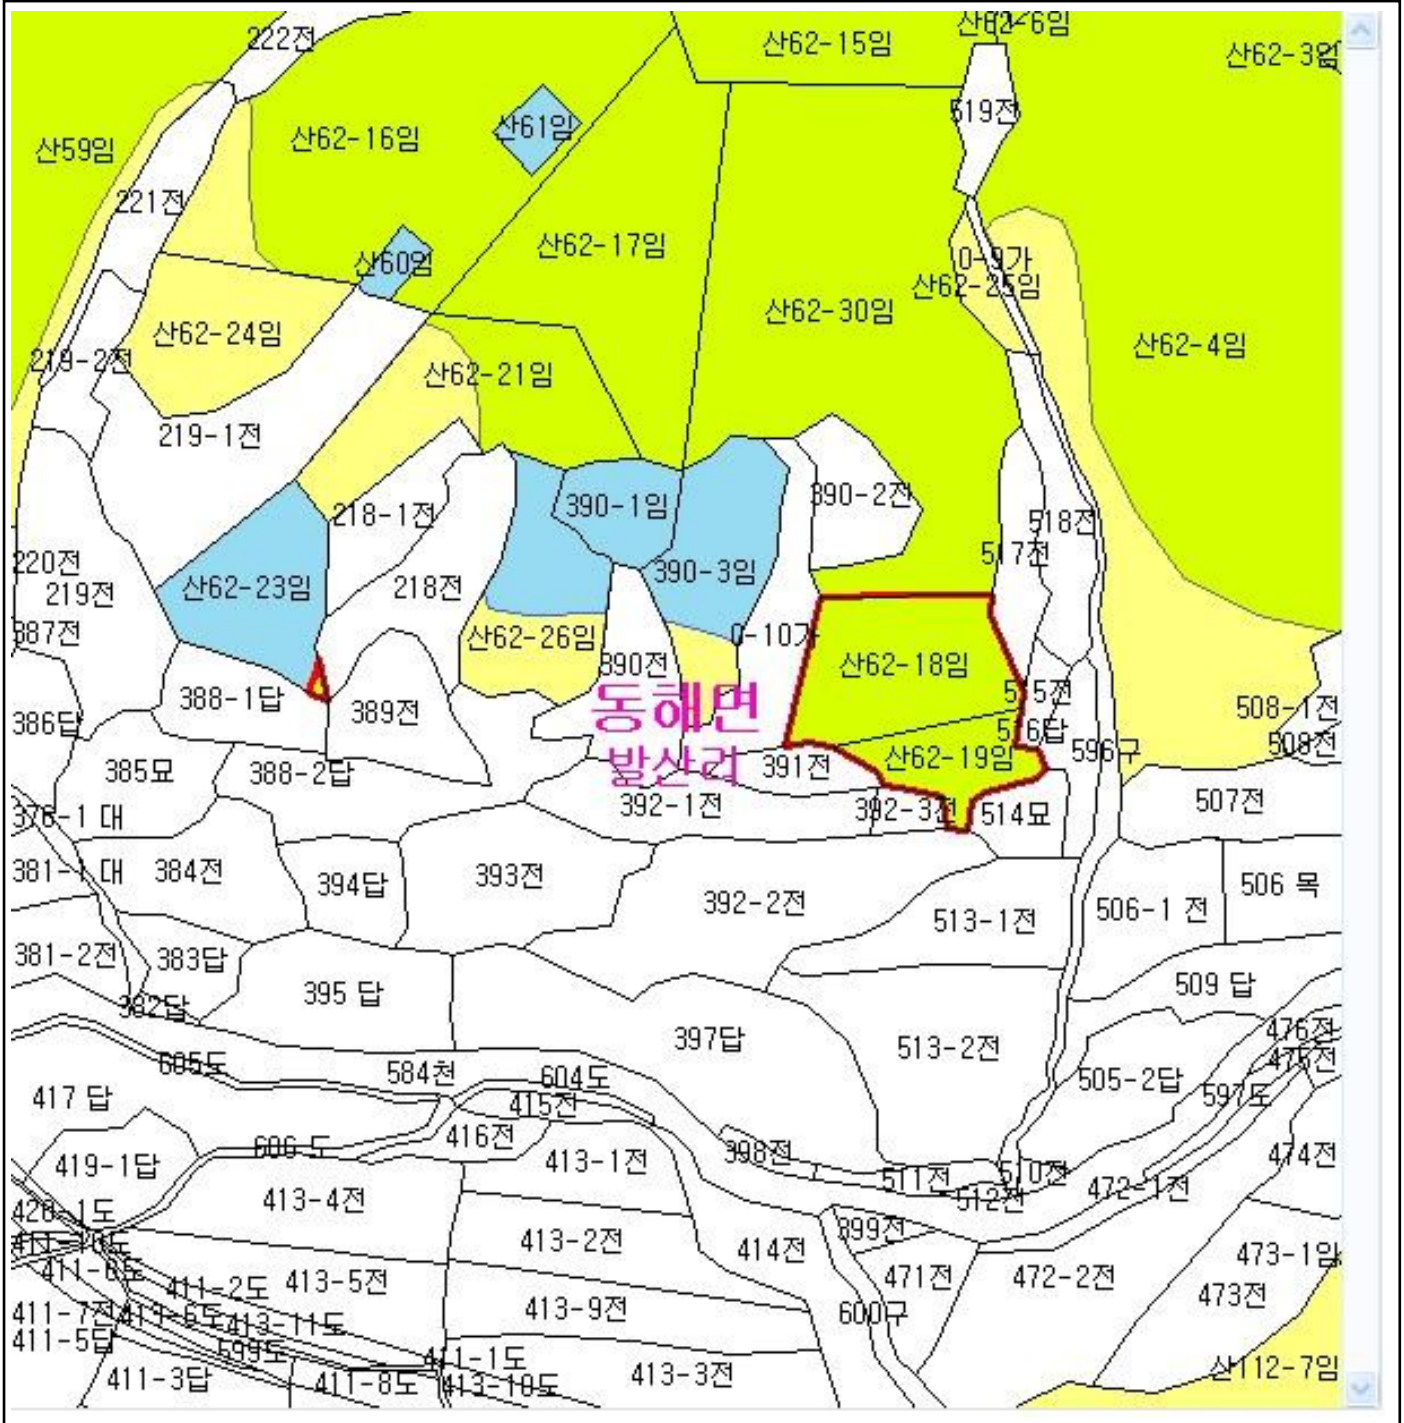 222전
산62-15임
산62-6임
산62-3임
519전
산61임
산62-16임
산59임
221전
산62-17임
산60임
0-9가
산62-25임
산62-30임
산62-24임
산62-4임
219-2전
산62-21임
219-1전
390-2전
390-1임
218-1전
518전
517전
220전
390-3임
산62-23임
218전
219전
387전
산62-26임
0-10가
390전
산62-18임
515전
388-1답
389전
동해면
508-1전
386답
516답
596구
508전
발산리
산62-19임
391전
385묘
388-2답
392-1전
392-3전
514묘
507전
376-1 대
381-1 대
384전
394답
393전
392-2전
513-1전
506-1 전
506 목
381-2전
383답
395 답
509 답
382답
397답
513-2전
476전
475전
605도
584천
604도
505-2답
597도
417 답
415전
416전
606 도
398전
413-1전
419-1답
511전
510전
512전
472-1전
474전
413-4전
399전
413-2전
414전
473-1임
471전
472-2전
473전
411-6도
411-2도
413-5전
413-9전
600구
411-7전
413-6도
413-11도
411-5답
599도
411-1도
413-3전
산112-7임
411-3답
411-8도
413-10도